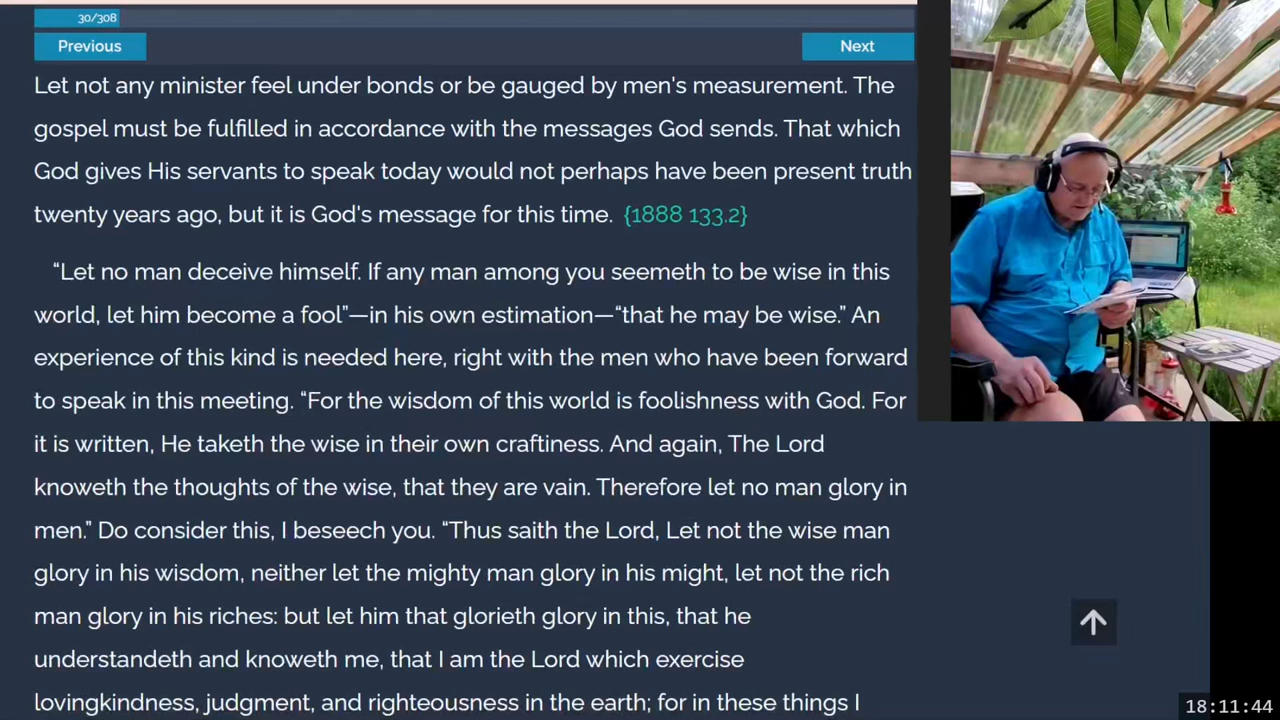 30/308
Previous
Next
Let not any minister feel under bonds or be gauged by men's measurement. The
gospel must be fulfilled in accordance with the messages God sends. That which
God gives His servants to speak today would not perhaps have been present truth
twenty years ago, but it is God's message for this time. {1888 133.2}
“Let no man deceive himself. If any man among you seemeth to be wise in this
world, let him become a fool”—in his own estimation—“that he may be wise.” An
experience of this kind is needed here, right with the men who have been forward
to speak in this meeting. “For the wisdom of this world is foolishness with God. For
it is written, He taketh the wise in their own craftiness. And again, The Lord
knoweth the thoughts of the wise, that they are vain. Therefore let no man glory in
men.” Do consider this, I beseech you. “Thus saith the Lord, Let not the wise man
glory in his wisdom, neither let the mighty man glory in his might, let not the rich
man glory in his riches: but let him that glorieth glory in this, that he
understandeth and knoweth me, that I am the Lord which exercise
lovingkindness, judgment, and righteousness in the earth; for in these things I
18:11:44